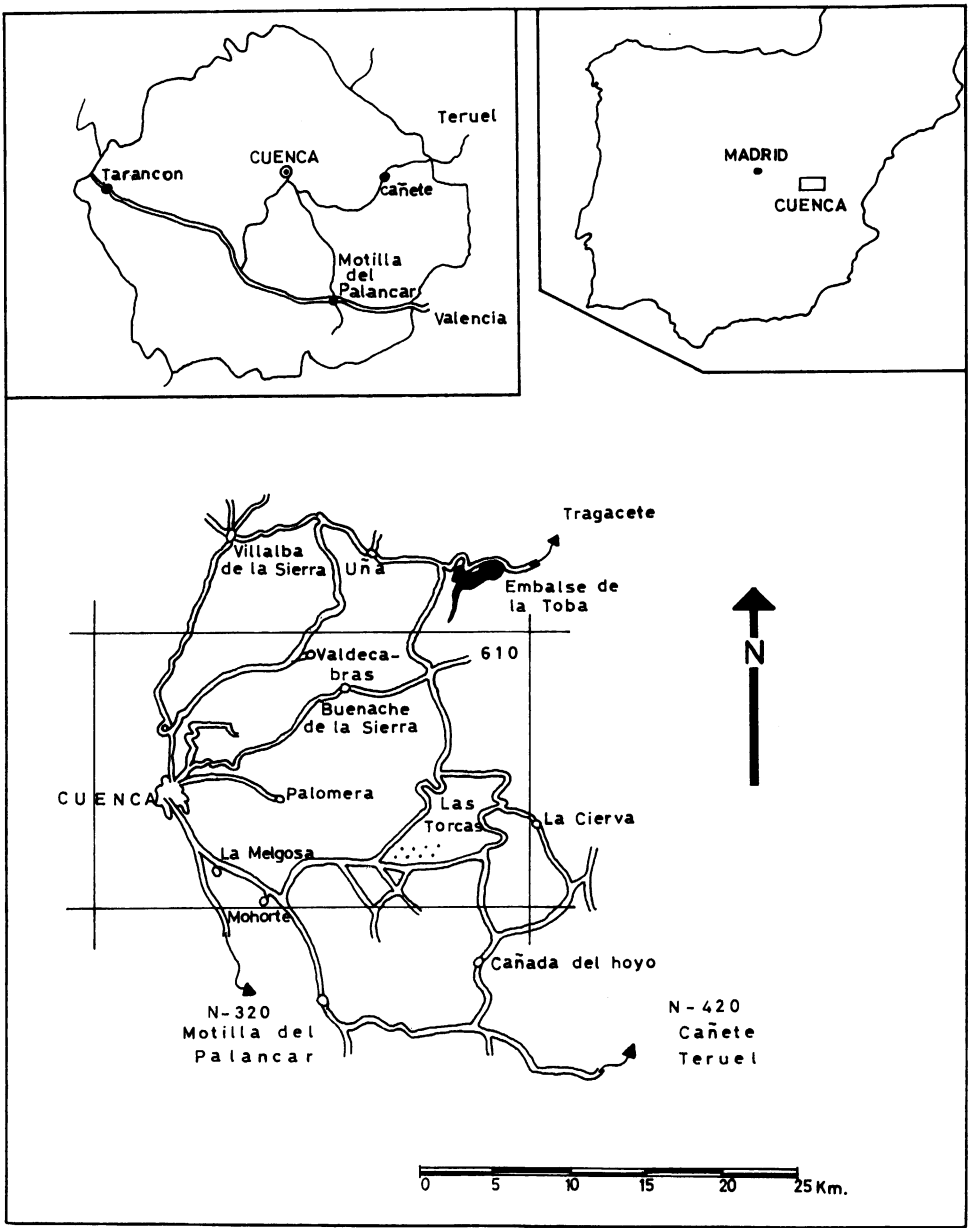 Teruel
CUENCA
Tarancon
cañete
Motilla
del
Palancar
Valencia
MADRID
CUENCA
Tragacete
Villalba
de la Sierra
Uña
Embalse de
la Toba
Valdeca-
bras
610
N
Buenache
de la Sierra
CUENCA
Palomera
Las
Torcas
La Cierva
La Melgosa
Mohorte
Cañada del hoyo
N-320
Motilla del
Palancar
N-420
Cañete
Teruel
0 5 10 15 20 25 Km.